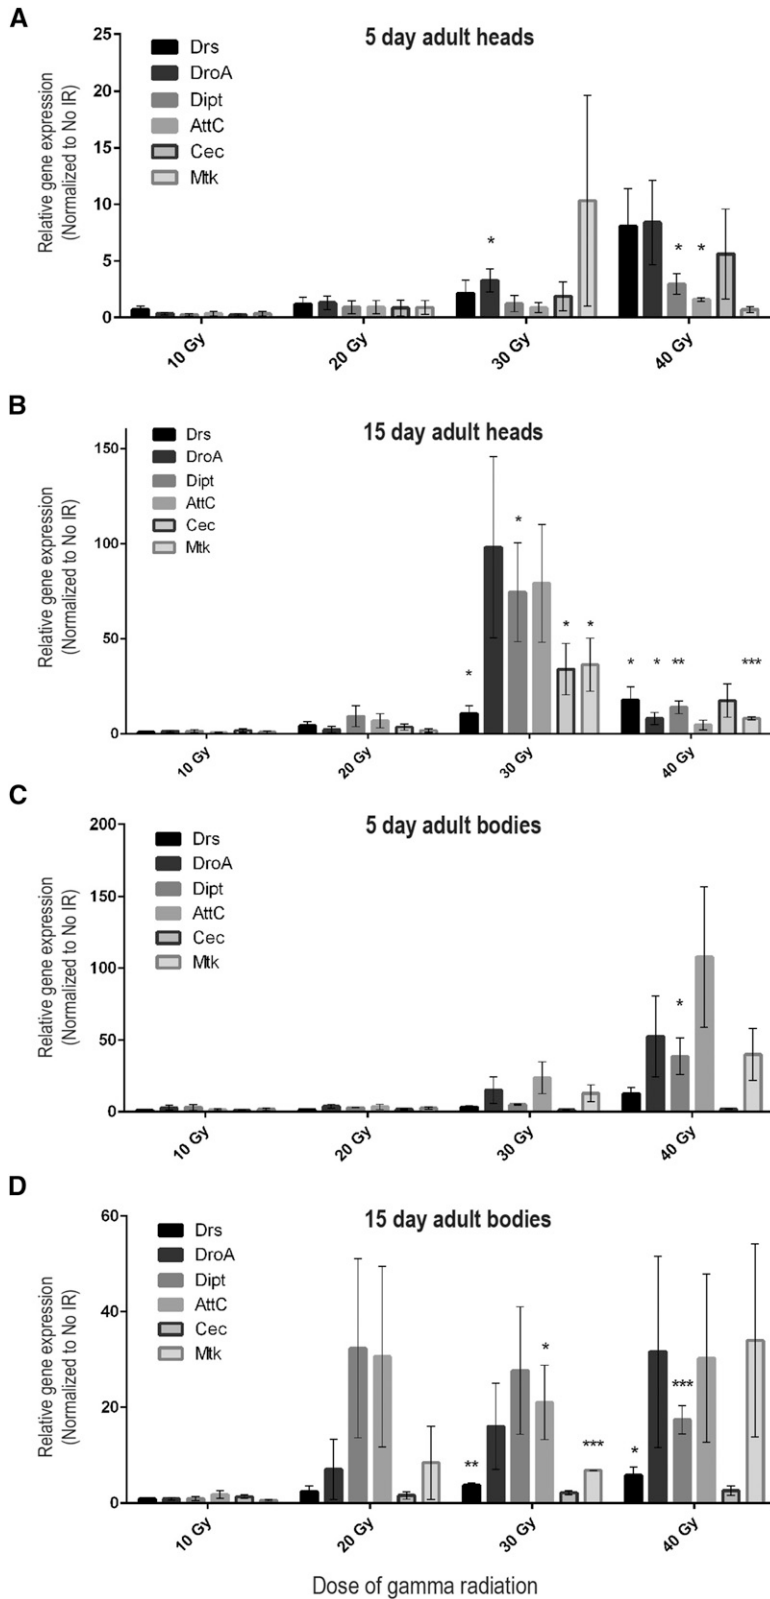 A
5 day adult heads
Relative gene expression
(Normalized to No IR)
25
20
15
10
5
0
Drs
DroA
Dipt
AttC
Cec
Mtk
*
*
*
10 Gy
20 Gy
30 Gy
40 Gy
B
15 day adult heads
Relative gene expression
(Normalized to No IR)
150
100
50
0
Drs
DroA
Dipt
AttC
Cec
Mtk
*
*
*
*
*
*
**
***
10 Gy
20 Gy
30 Gy
40 Gy
C
5 day adult bodies
Relative gene expression
(Normalized to No IR)
200
150
100
50
0
Drs
DroA
Dipt
AttC
Cec
Mtk
*
10 Gy
20 Gy
30 Gy
40 Gy
D
15 day adult bodies
Relative gene expression
(Normalized to No IR)
60
40
20
0
Drs
DroA
Dipt
AttC
Cec
Mtk
**
*
***
*
***
10 Gy
20 Gy
30 Gy
40 Gy
Dose of gamma radiation